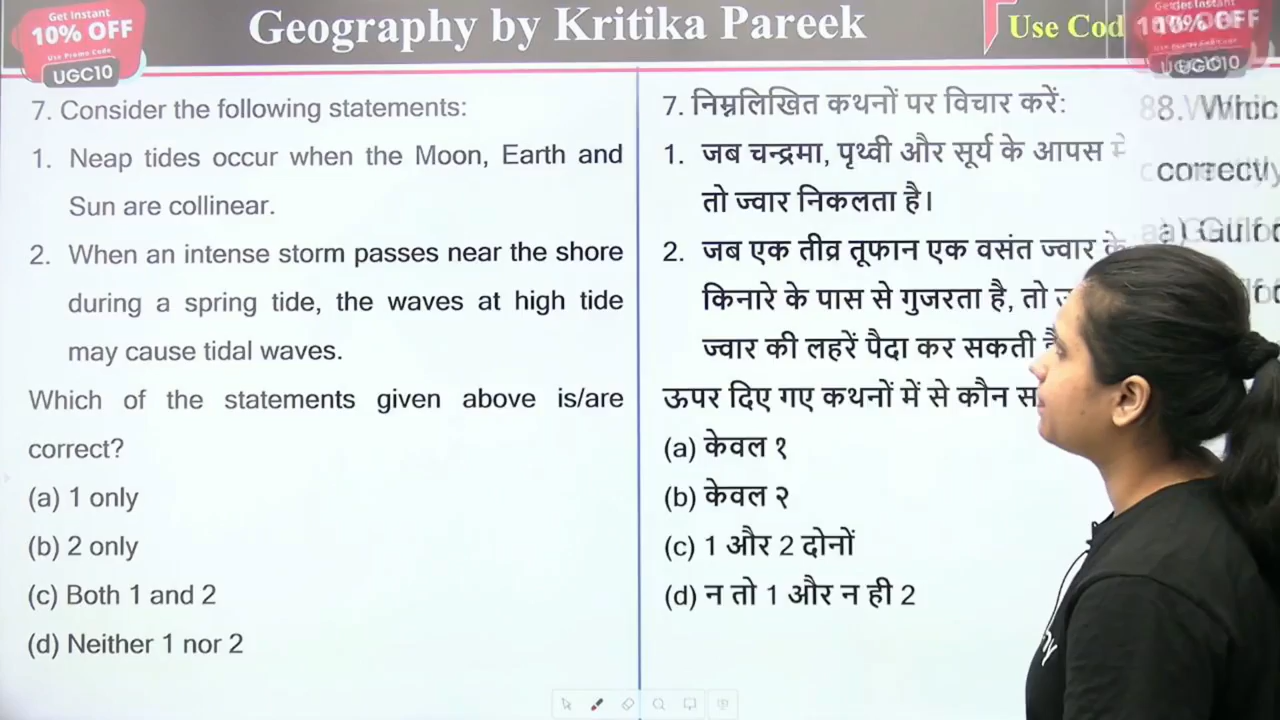 Get Instant
10% OFF
Use Promo Code
UGC10
Geography by Kritika Pareek
Use Cod
10% OFF
7. Consider the following statements:
1. Neap tides occur when the Moon, Earth and
Sun are collinear.
2. When an intense storm passes near the shore
during a spring tide, the waves at high tide
may cause tidal waves.
Which of the statements given above is/are
correct?
(a) 1 only
(b) 2 only
(c) Both 1 and 2
(d) Neither 1 nor 2
7. निम्नलिखित कथनों पर विचार करें:
1. जब चन्द्रमा, पृथ्वी और सूर्य के आपस में
तो ज्वार निकलता है।
2. जब एक तीव्र तूफान एक वसंत ज्वार के
किनारे के पास से गुजरता है, तो
ज्वार की लहरें पैदा कर सकती
ऊपर दिए गए कथनों में से कौन स
(a) केवल १
(b) केवल २
(c) 1 और 2 दोनों
(d) न तो 1 और न ही 2